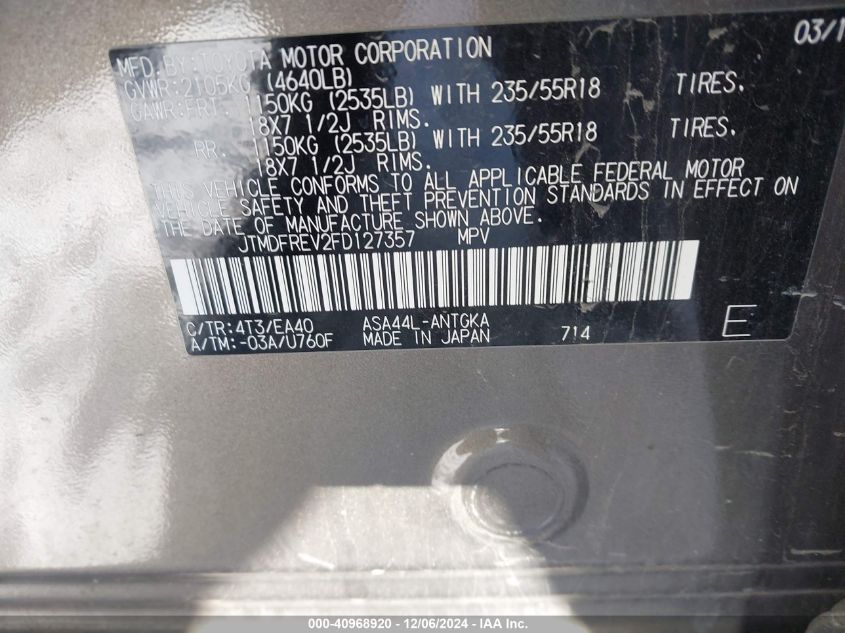 03/1
MFD.BY:TOYOTA MOTOR CORPORATION
GVWR:2105KG (4640LB)
GAWR:FRT. 1150KG (2535LB) WITH 235/55R18 TIRES.
18X7 1/2J RIMS.
RR. 1150KG (2535LB) WITH 235/55R18 TIRES.
18X7 1/2J RIMS.
THIS VEHICLE CONFORMS TO ALL APPLICABLE FEDERAL MOTOR
VEHICLE SAFETY AND THEFT PREVENTION STANDARDS IN EFFECT ON
THE DATE OF MANUFACTURE SHOWN ABOVE.
JTMDFREV2FD127357 MPV
C/TR:4T3/EA40 ASA44L-ANTGKA
A/TM:-03A/U760F MADE IN JAPAN 714 E
000-40968920 - 12/06/2024 - IAA Inc.